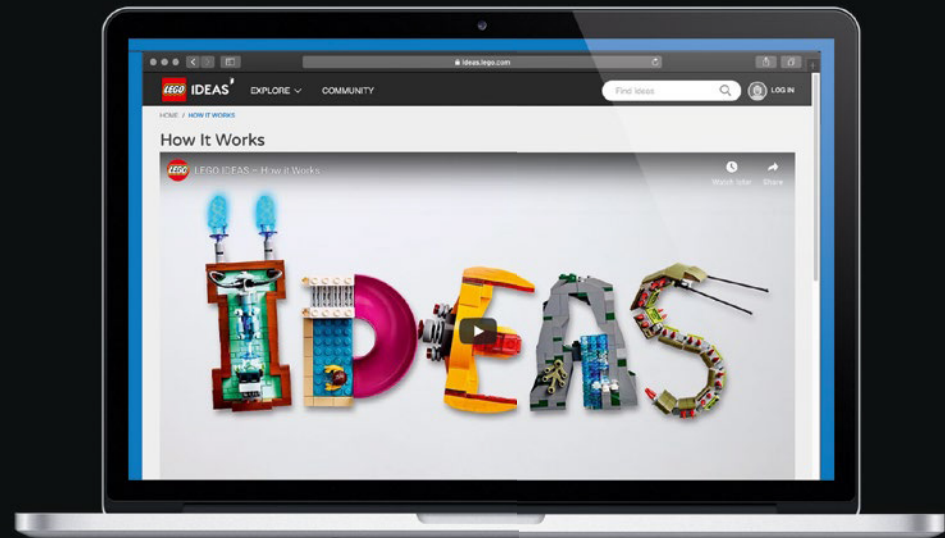 ideas.lego.com
LEGO IDEAS EXPLORE COMMUNITY Find Ideas LOG IN
HOME / HOW IT WORKS
How It Works
LEGO LEGO IDEAS – How it Works
Watch later Share
IDEAS